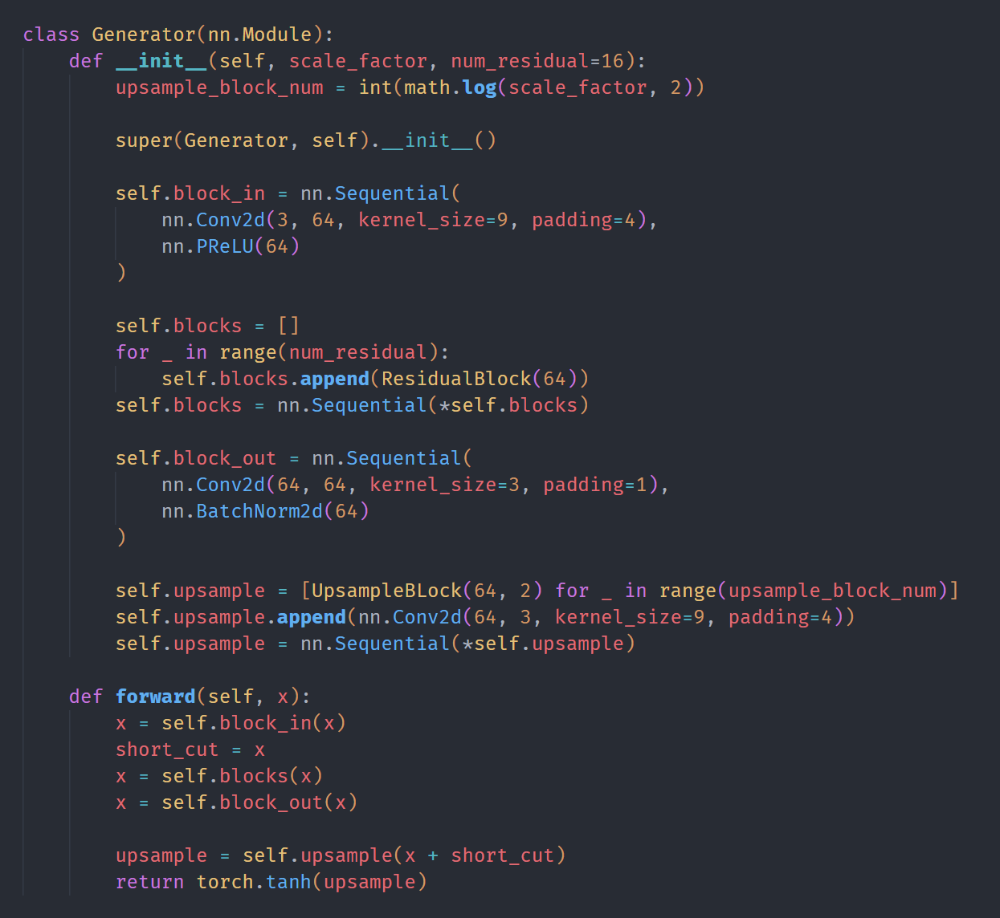 class Generator(nn.Module):
    def __init__(self, scale_factor, num_residual=16):
        upsample_block_num = int(math.log(scale_factor, 2))

        super(Generator, self).__init__()

        self.block_in = nn.Sequential(
            nn.Conv2d(3, 64, kernel_size=9, padding=4),
            nn.PReLU(64)
        )

        self.blocks = []
        for _ in range(num_residual):
            self.blocks.append(ResidualBlock(64))
        self.blocks = nn.Sequential(*self.blocks)

        self.block_out = nn.Sequential(
            nn.Conv2d(64, 64, kernel_size=3, padding=1),
            nn.BatchNorm2d(64)
        )

        self.upsample = [UpsampleBLock(64, 2) for _ in range(upsample_block_num)]
        self.upsample.append(nn.Conv2d(64, 3, kernel_size=9, padding=4))
        self.upsample = nn.Sequential(*self.upsample)

    def forward(self, x):
        x = self.block_in(x)
        short_cut = x
        x = self.blocks(x)
        x = self.block_out(x)

        upsample = self.upsample(x + short_cut)
        return torch.tanh(upsample)